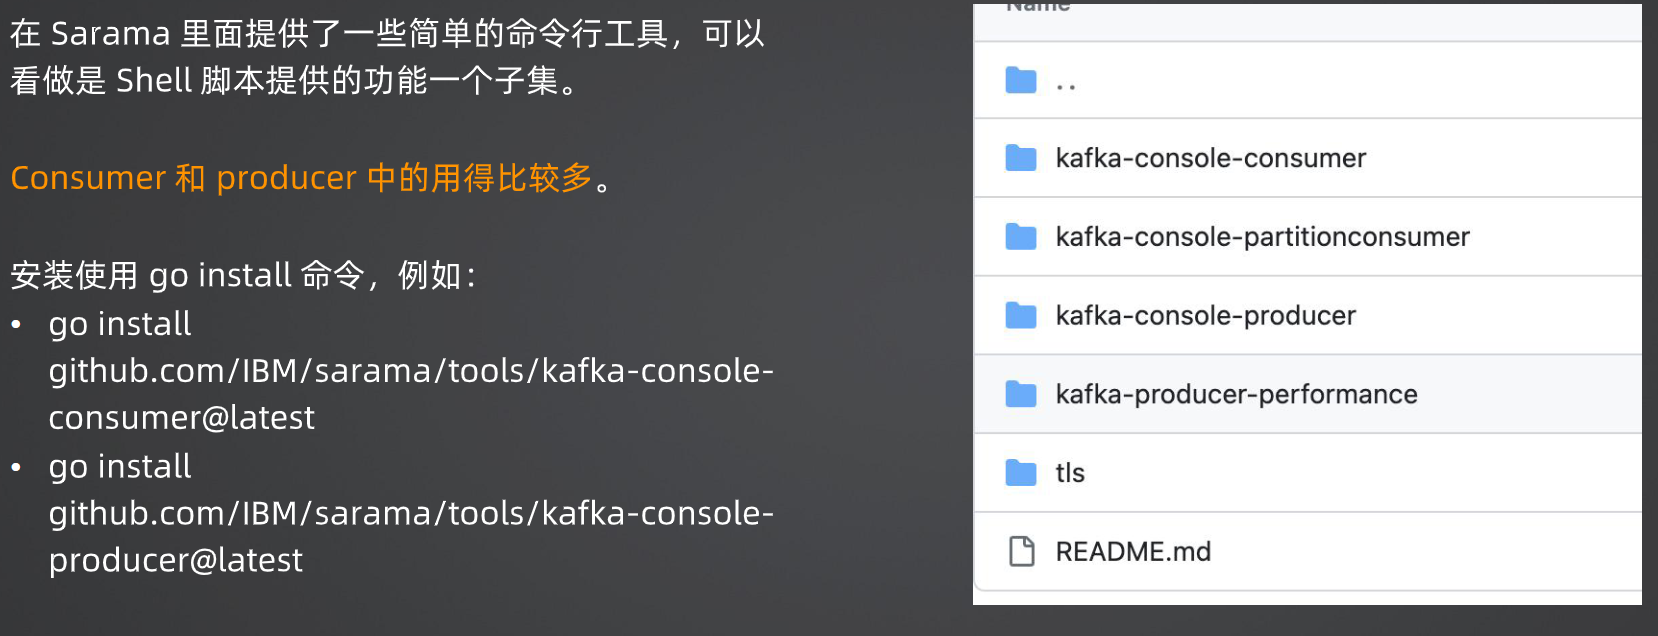 在 Sarama 里面提供了一些简单的命令行工具，可以
看做是 Shell 脚本提供的功能一个子集。
Consumer 和 producer 中的用得比较多。
安装使用 go install 命令，例如：
• go install
github.com/IBM/sarama/tools/kafka-console-
consumer@latest
• go install
github.com/IBM/sarama/tools/kafka-console-
producer@latest
Name
..
kafka-console-consumer
kafka-console-partitionconsumer
kafka-console-producer
kafka-producer-performance
tls
README.md